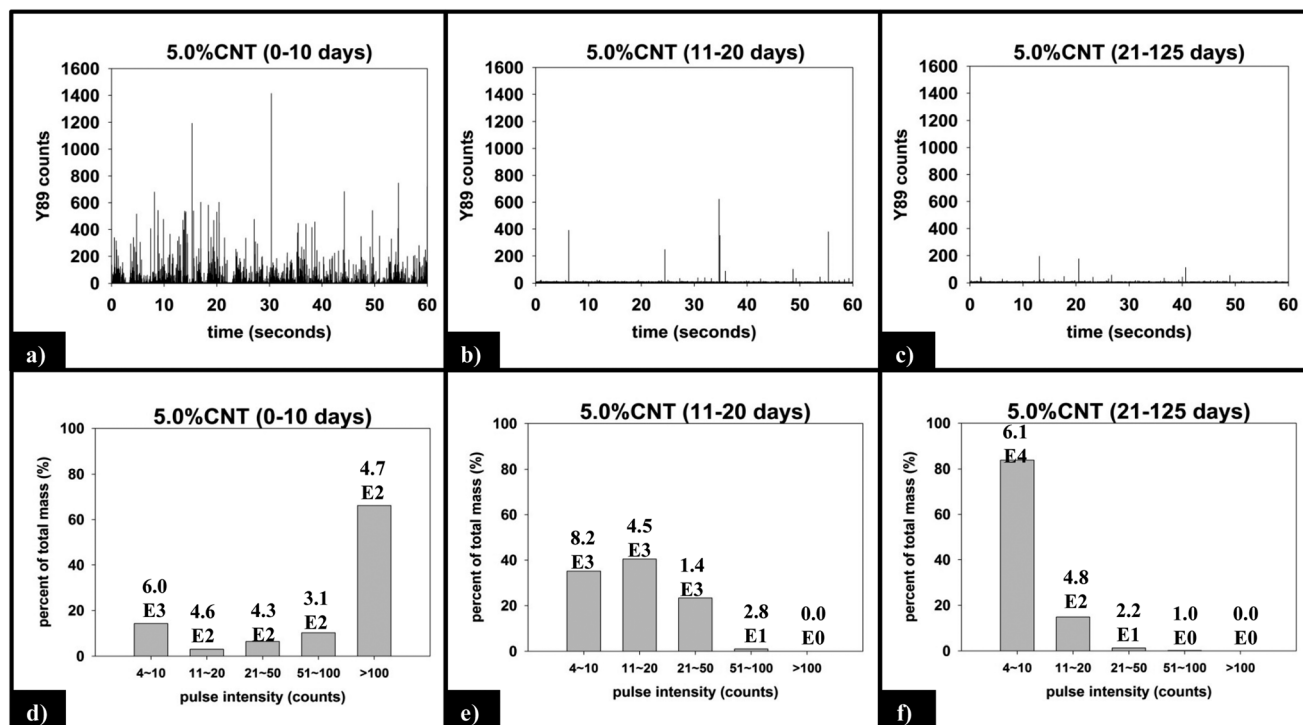 5.0%CNT (0-10 days)
1600
1400
1200
1000
800
600
400
200
0
Y89 counts
0 10 20 30 40 50 60
time (seconds)
a)
5.0%CNT (11-20 days)
1600
1400
1200
1000
800
600
400
200
0
Y89 counts
0 10 20 30 40 50 60
time (seconds)
b)
5.0%CNT (21-125 days)
1600
1400
1200
1000
800
600
400
200
0
Y89 counts
0 10 20 30 40 50 60
time (seconds)
c)
5.0%CNT (0-10 days)
100
80
60
40
20
0
percent of total mass (%)
6.0 4.6 4.3 3.1 4.7
E3 E2 E2 E2 E2
4~10 11~20 21~50 51~100 >100
pulse intensity (counts)
d)
5.0%CNT (11-20 days)
100
80
60
40
20
0
percent of total mass (%)
8.2 4.5 1.4 2.8 0.0
E3 E3 E3 E1 E0
4~10 11~20 21~50 51~100 >100
pulse intensity (counts)
e)
5.0%CNT (21-125 days)
100
80
60
40
20
0
percent of total mass (%)
6.1 4.8 2.2 1.0 0.0
E4 E2 E1 E0 E0
4~10 11~20 21~50 51~100 >100
pulse intensity (counts)
f)